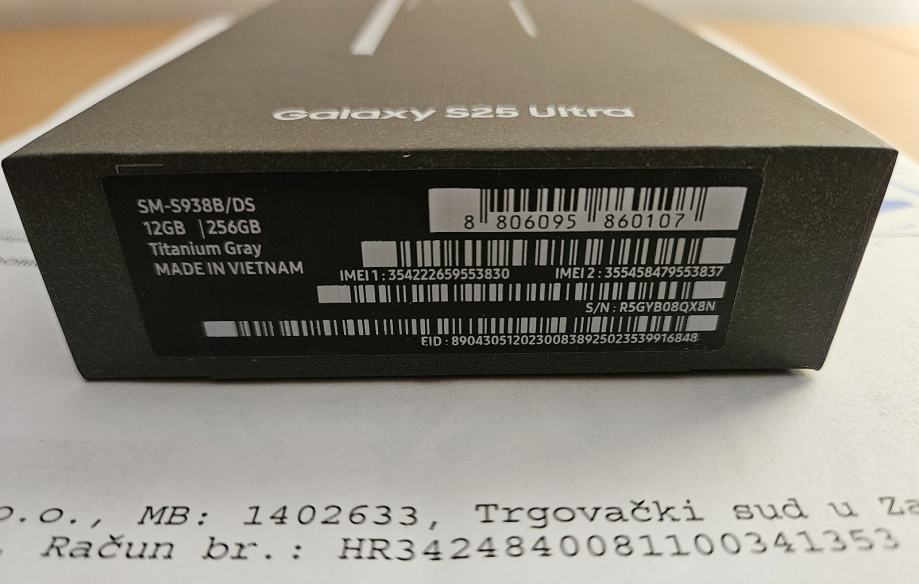 Galaxy S25 Ultra
SM-S938B/DS
12GB | 256GB
Titanium Gray
MADE IN VIETNAM
8 806095 860107
IMEI 1 : 354222659553830 IMEI 2 : 355458479553837
S/N : R5GYB08QX8N
EID : 89043051202300838925023539916848
o.o., MB: 1402633, Trgovački sud u Za
Račun br.: HR3424840081100341353